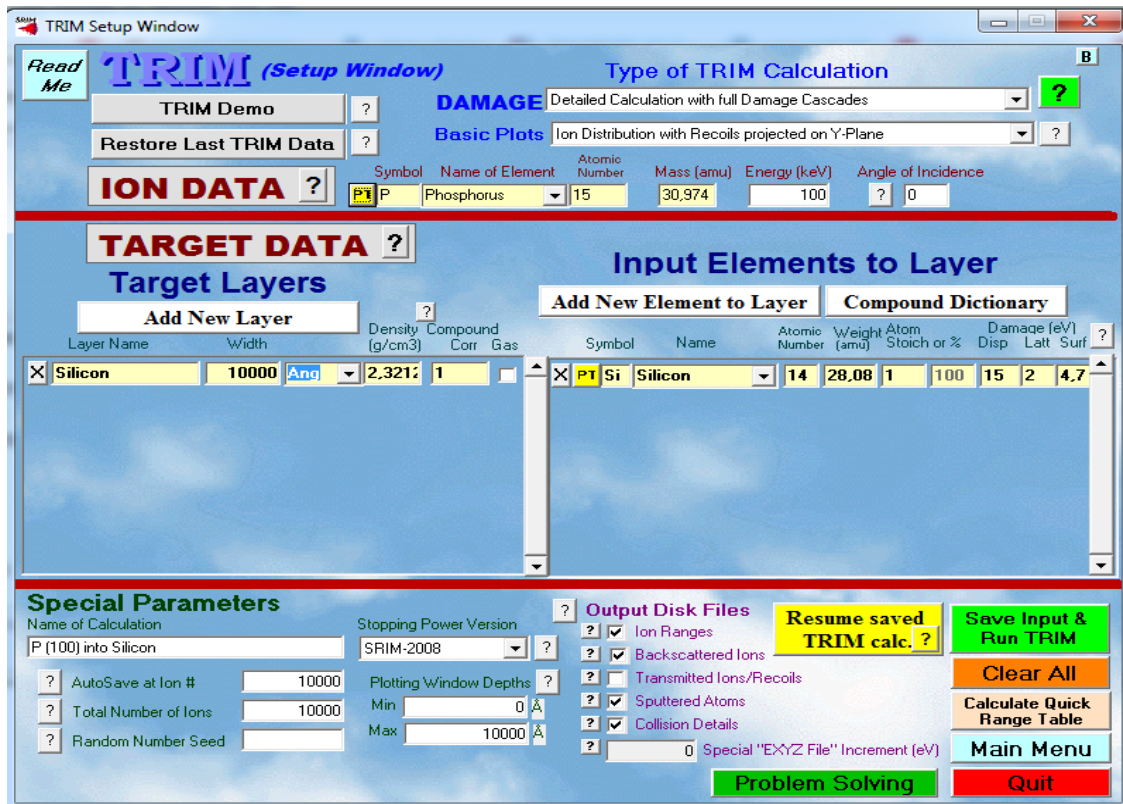 SRIM
TRIM Setup Window
Read Me
TRIM (Setup Window)
Type of TRIM Calculation
B
TRIM Demo ?
DAMAGE Detailed Calculation with full Damage Cascades ?
Restore Last TRIM Data ?
Basic Plots Ion Distribution with Recoils projected on Y-Plane ?
ION DATA ?
Symbol Name of Element Atomic Number Mass (amu) Energy (keV) Angle of Incidence
PT P Phosphorus 15 30,974 100 ? 0
TARGET DATA ?
Target Layers
Input Elements to Layer
Add New Layer
?
Add New Element to Layer Compound Dictionary
Layer Name Width Density (g/cm3) Compound Corr Gas
Symbol Name Atomic Number Weight (amu) Atom Stoich or % Damage (eV) Disp Latt Surf ?
X Silicon 10000 Ang 2,3212 1
X PT Si Silicon 14 28,08 1 100 15 2 4,7
Special Parameters
Name of Calculation
P (100) into Silicon
Stopping Power Version
SRIM-2008 ?
? AutoSave at Ion # 10000
? Total Number of Ions 10000
? Random Number Seed
Plotting Window Depths ?
Min 0 Å
Max 10000 Å
? Output Disk Files
? Ion Ranges
? Backscattered Ions
? Transmitted Ions/Recoils
? Sputtered Atoms
? Collision Details
? 0 Special "EXYZ File" Increment (eV)
Resume saved TRIM calc. ?
Save Input & Run TRIM
Clear All
Calculate Quick Range Table
Main Menu
Problem Solving
Quit